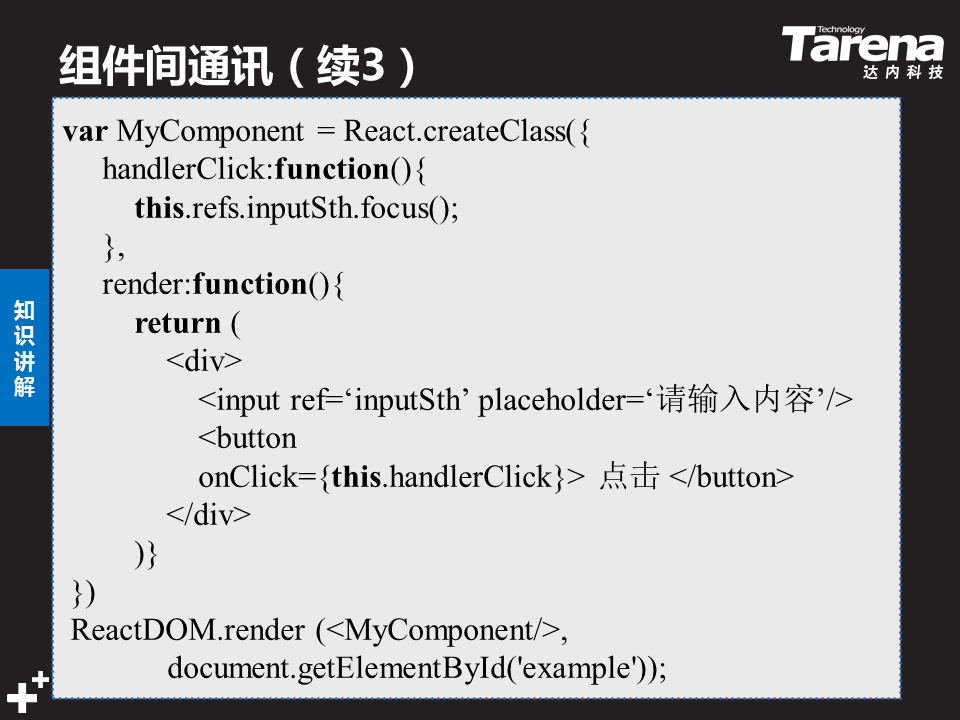 组件间通讯（续3）
Technology
Tarena
达内科技
var MyComponent = React.createClass({
handlerClick:function(){
this.refs.inputSth.focus();
},
render:function(){
return (
<div>
<input ref=‘inputSth’ placeholder=‘请输入内容’/>
<button
onClick={this.handlerClick}> 点击 </button>
</div>
)}
})
ReactDOM.render (<MyComponent/>,
document.getElementById('example'));
知
识
讲
解